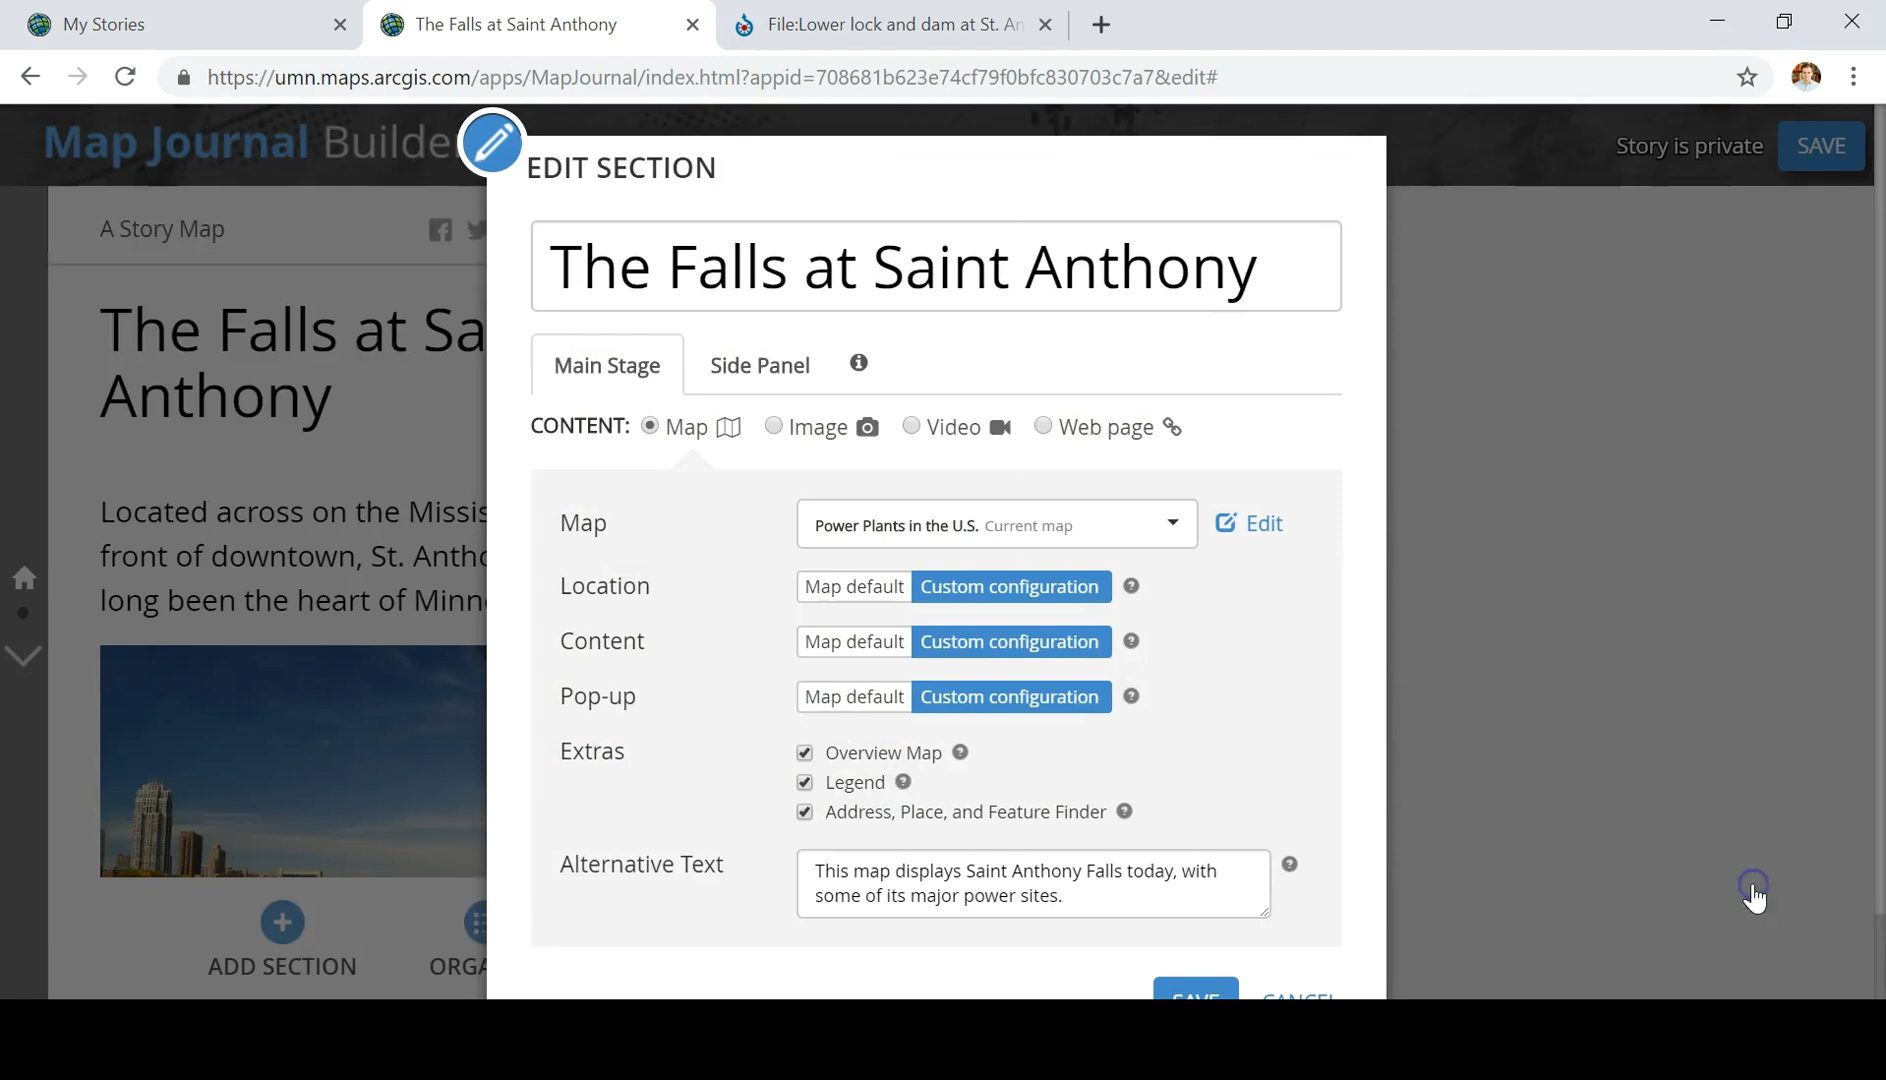 My Stories
The Falls at Saint Anthony
File:Lower lock and dam at St. An
https://umn.maps.arcgis.com/apps/MapJournal/index.html?appid=708681b623e74cf79f0bfc830703c7a7&edit#
Map Journal Builder
Story is private
SAVE
EDIT SECTION
A Story Map
The Falls at Saint Anthony
The Falls at Sa
Anthony
Main Stage
Side Panel
CONTENT: Map Image Video Web page
Located across on the Missis
front of downtown, St. Antho
long been the heart of Minne
Map
Power Plants in the U.S. Current map
Edit
Location
Map default Custom configuration
Content
Map default Custom configuration
Pop-up
Map default Custom configuration
Extras
Overview Map
Legend
Address, Place, and Feature Finder
Alternative Text
This map displays Saint Anthony Falls today, with
some of its major power sites.
ADD SECTION
ORGA
SAVE
CANCEL